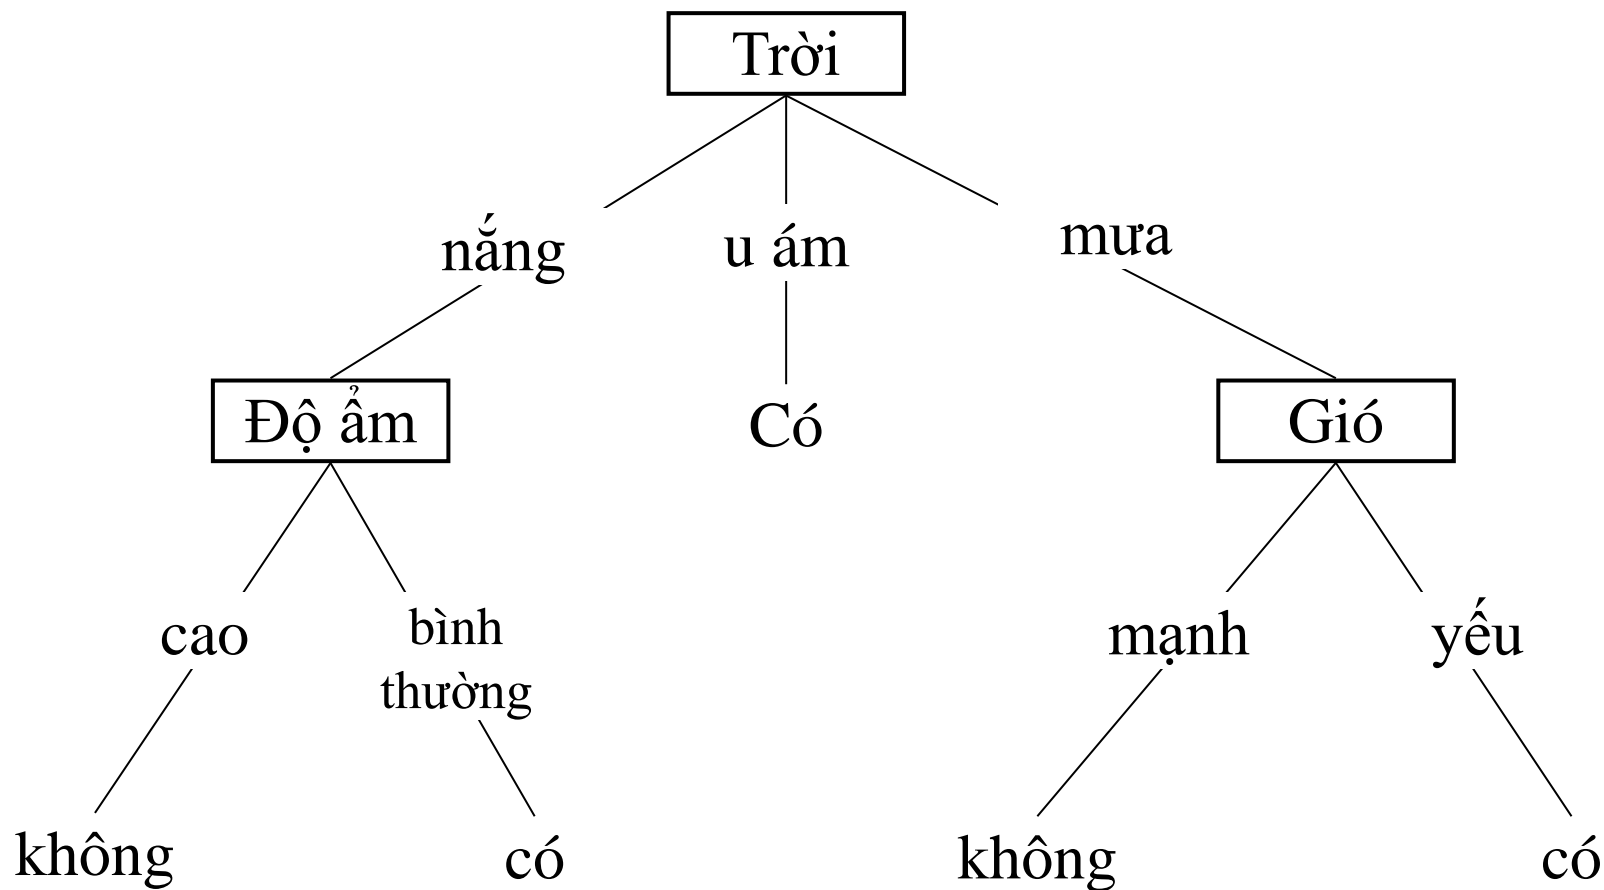 Trời
nắng
u ám
mưa
Độ ẩm
Có
Gió
cao
bình
thường
mạnh
yếu
không
có
không
có